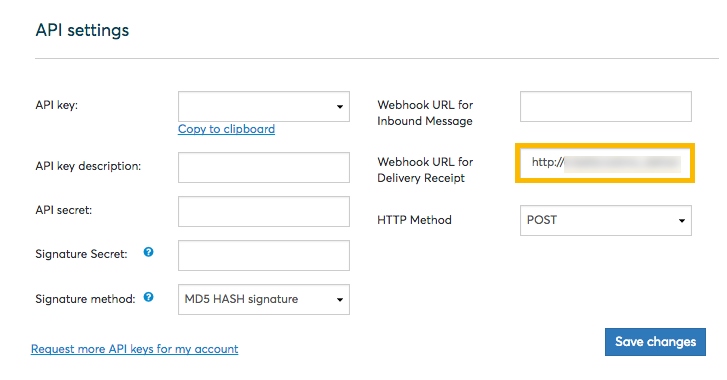 API settings
API key:
Copy to clipboard
API key description:
API secret:
Signature Secret: ?
Signature method: ? MD5 HASH signature
Request more API keys for my account
Webhook URL for
Inbound Message
Webhook URL for
Delivery Receipt
http://
HTTP Method POST
Save changes